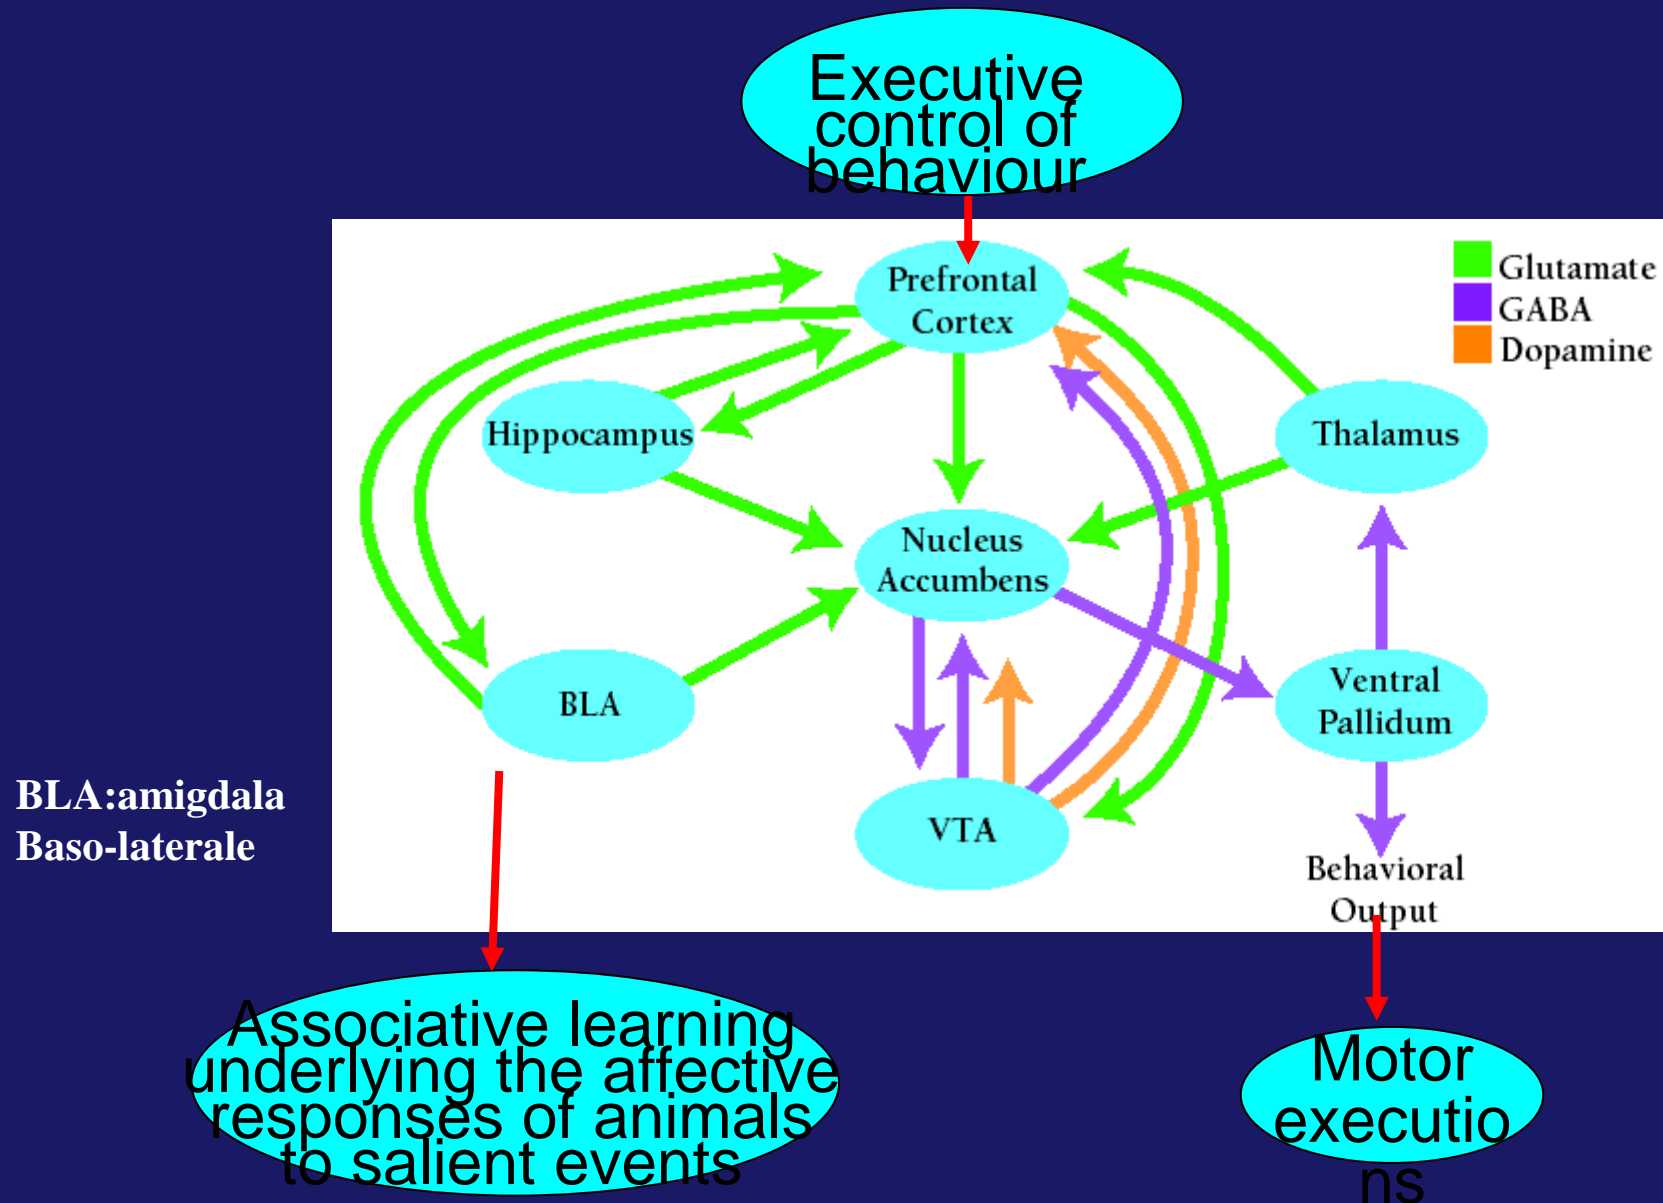 Executive
control of
behaviour
Prefrontal
Cortex
Glutamate
GABA
Dopamine
Hippocampus
Thalamus
Nucleus
Accumbens
BLA
Ventral
Pallidum
BLA:amigdala
Baso-laterale
VTA
Behavioral
Output
Associative learning
underlying the affective
responses of animals
to salient events
Motor
executio
ns